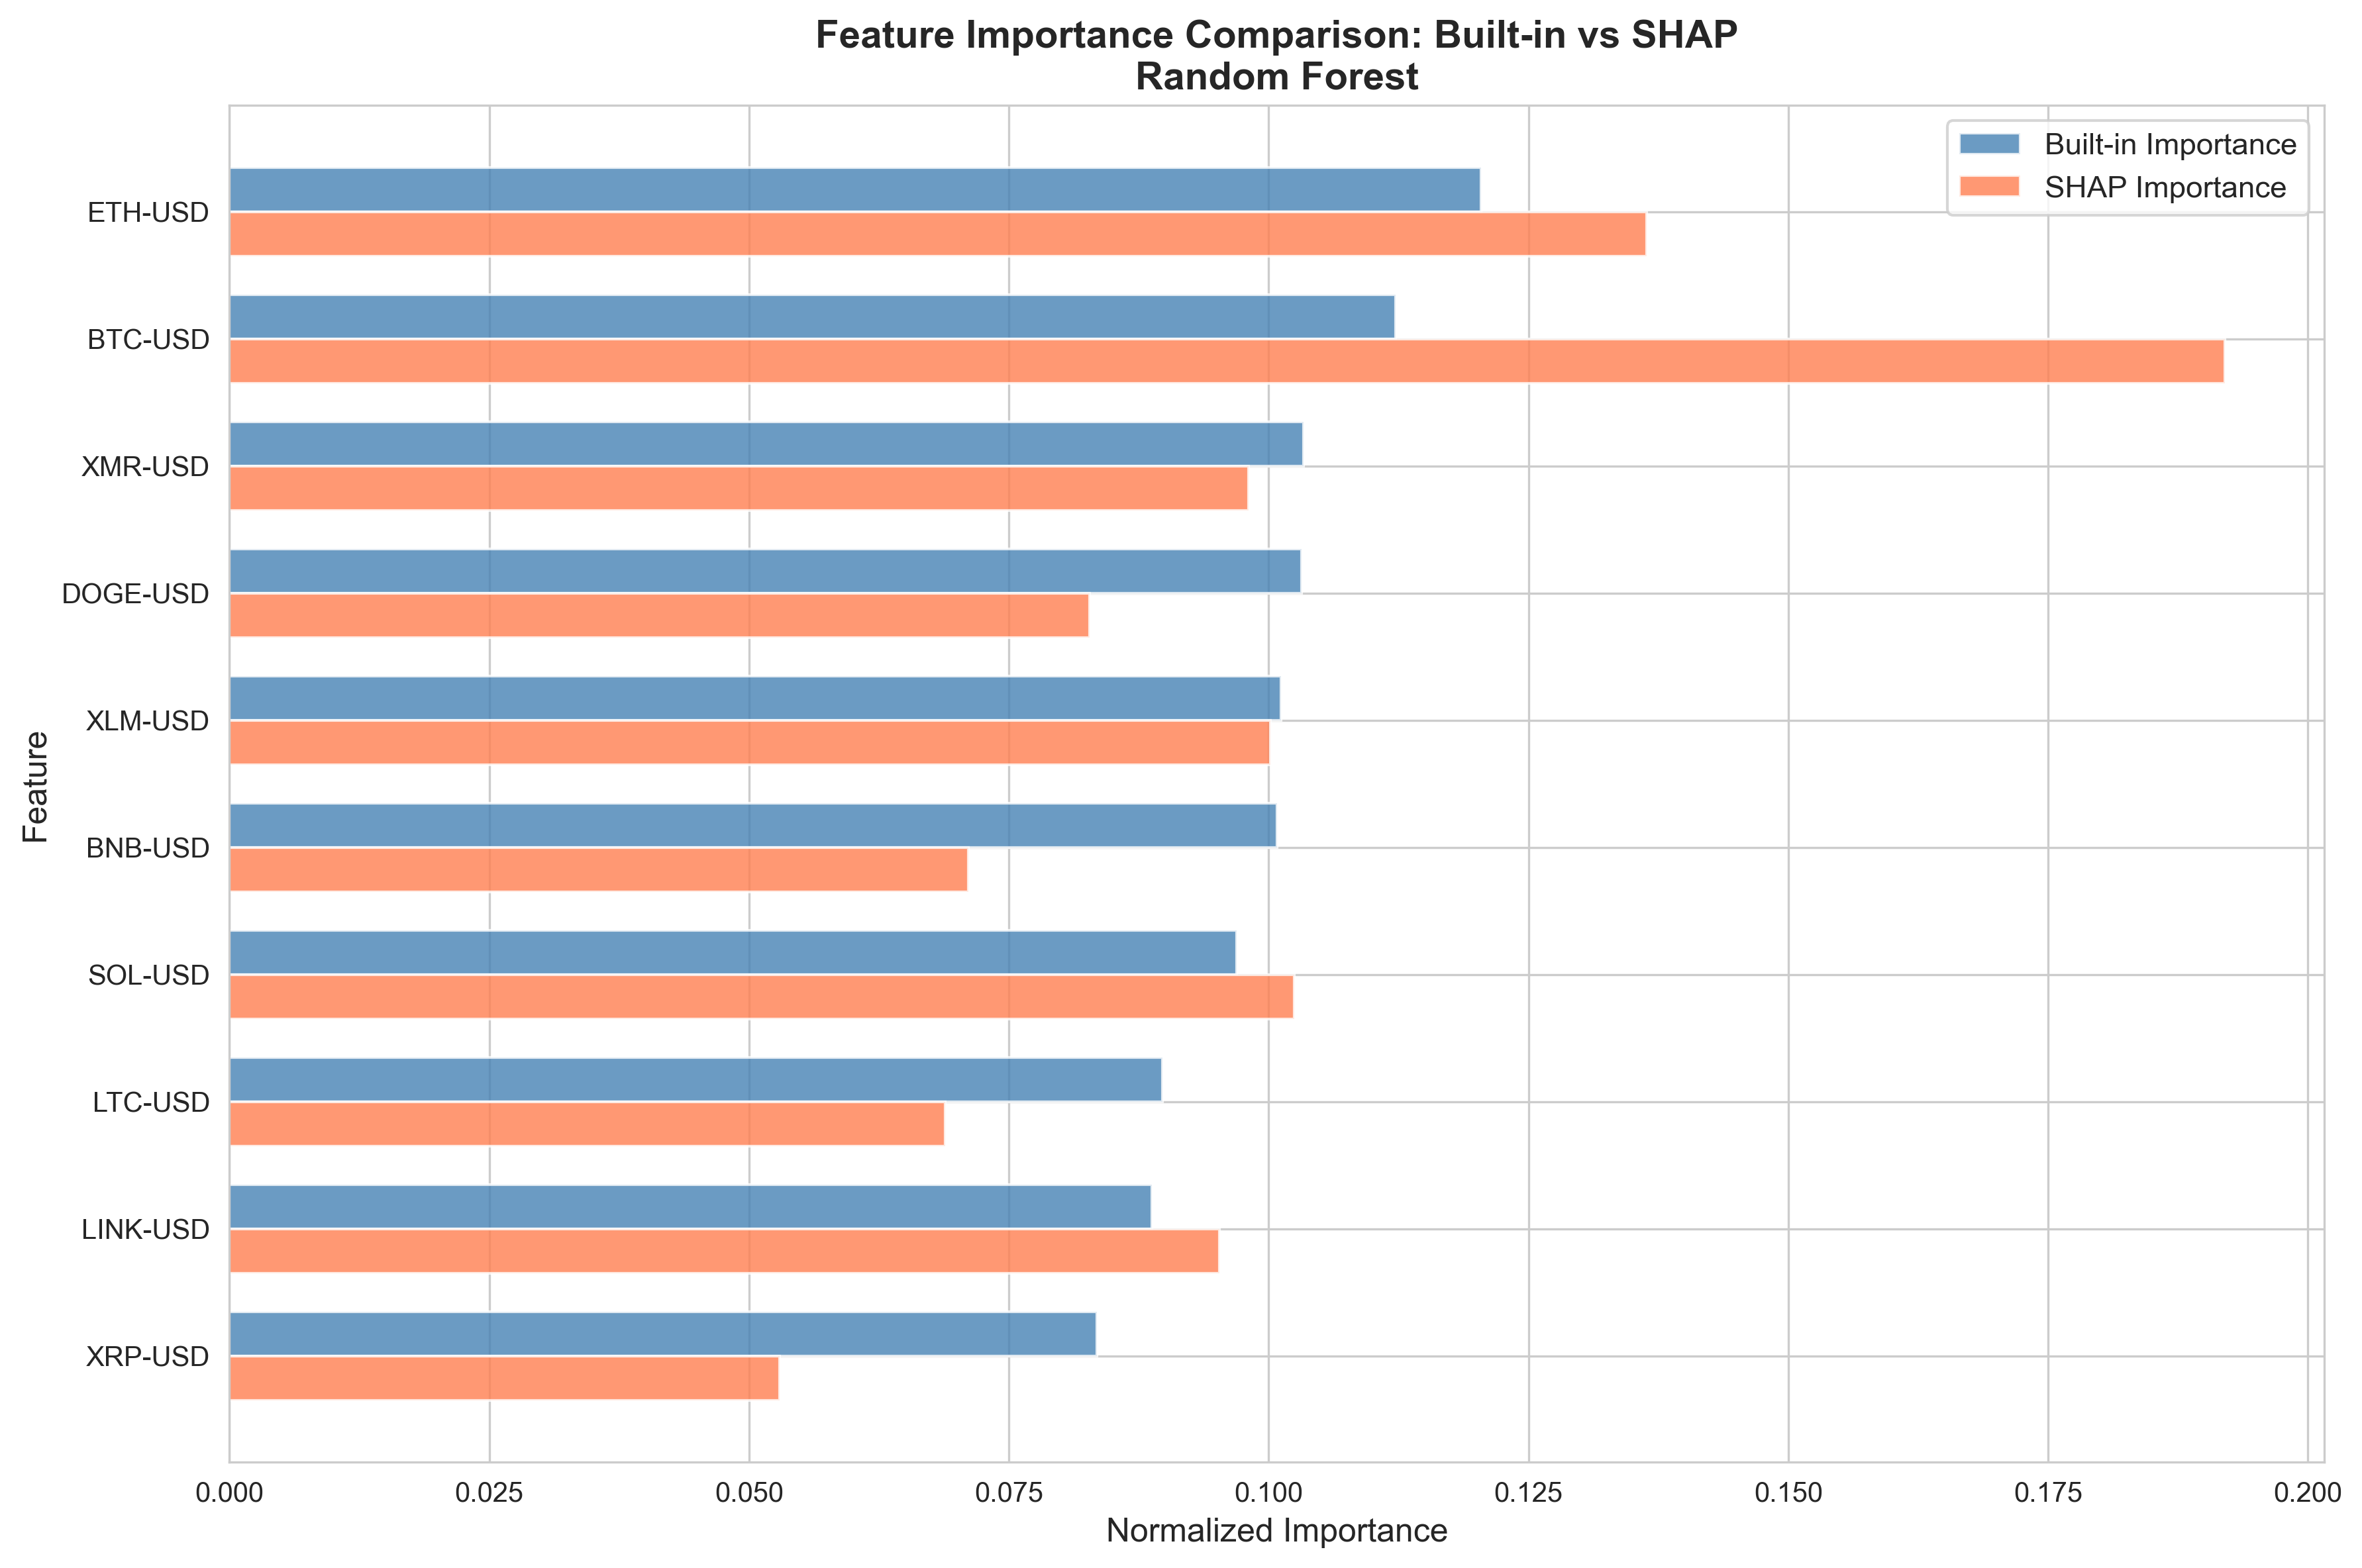 Feature Importance Comparison: Built-in vs SHAP
Random Forest
Built-in Importance
SHAP Importance
Feature
ETH-USD
BTC-USD
XMR-USD
DOGE-USD
XLM-USD
BNB-USD
SOL-USD
LTC-USD
LINK-USD
XRP-USD
0.000 0.025 0.050 0.075 0.100 0.125 0.150 0.175 0.200
Normalized Importance